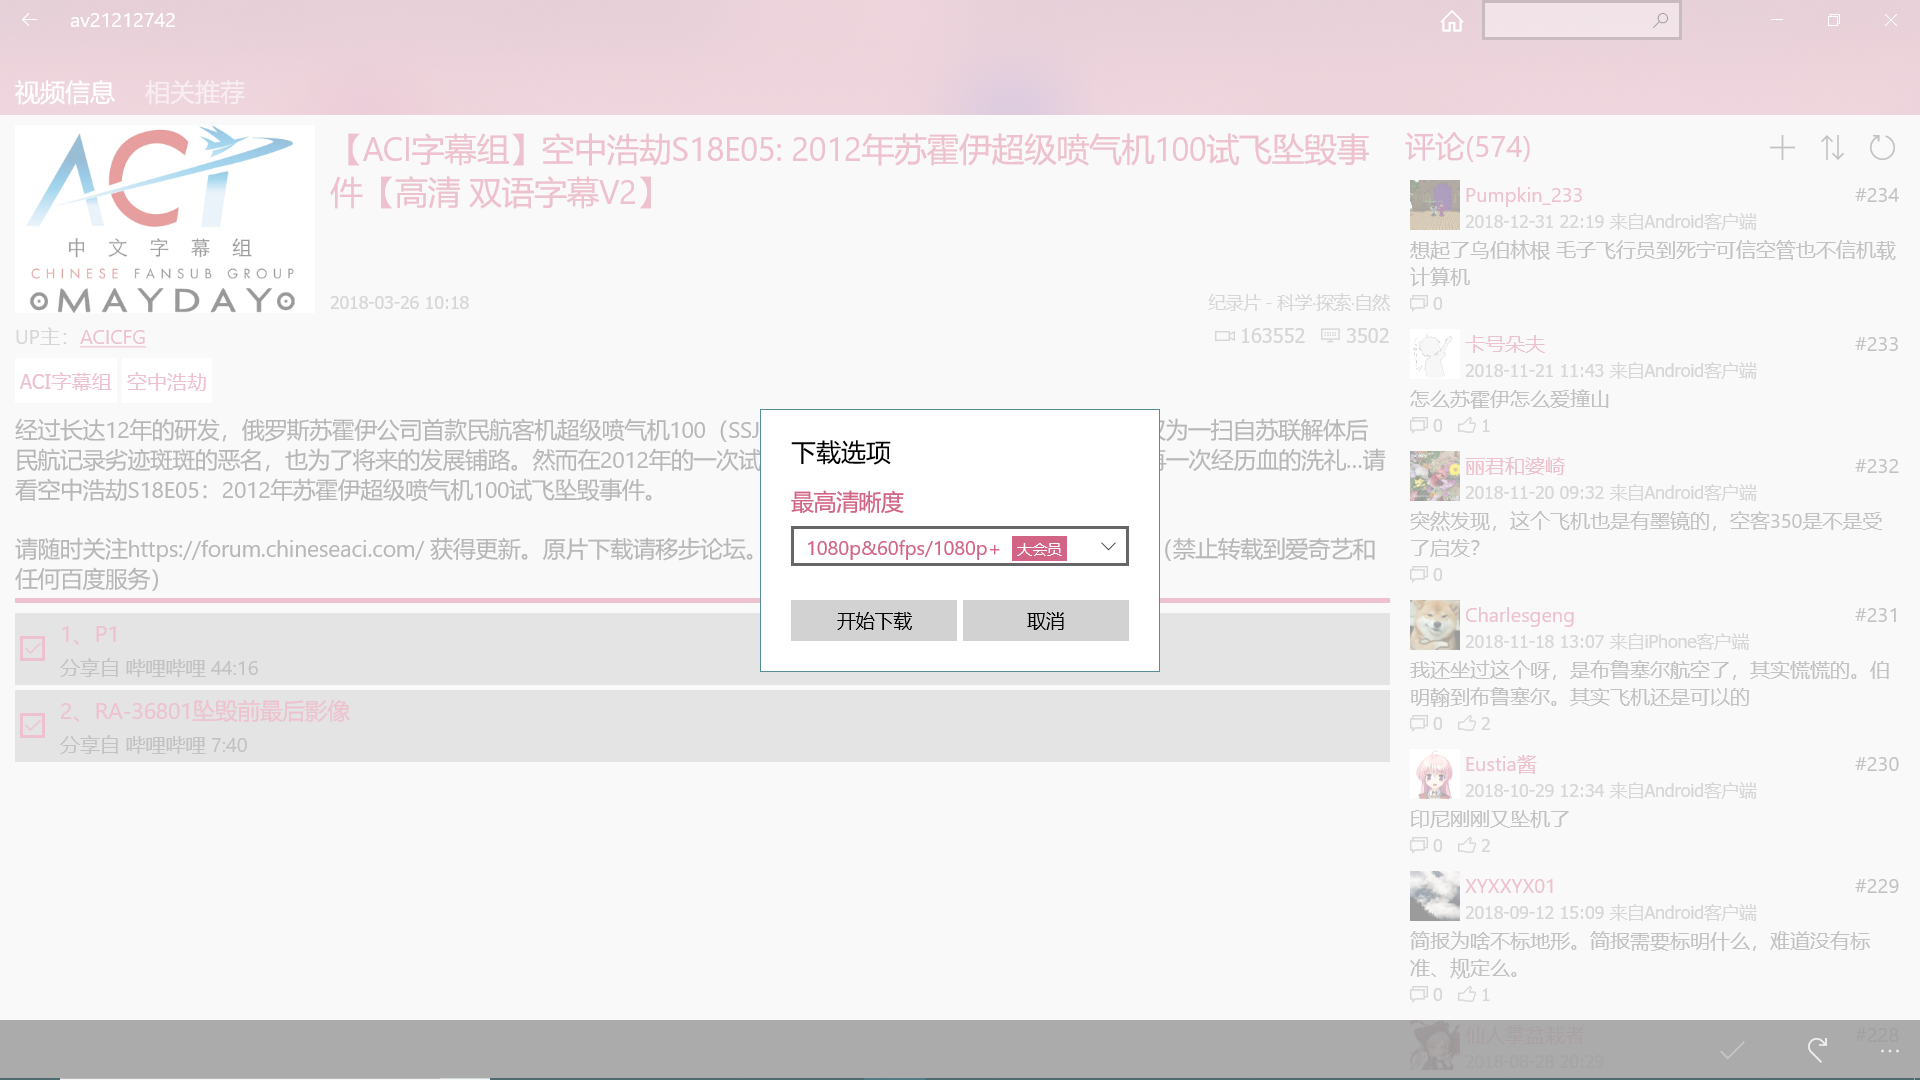 av21212742
视频信息
相关推荐
ACI
中文字幕组
CHINESE FANSUB GROUP
MAYDAY
【ACI字幕组】空中浩劫S18E05: 2012年苏霍伊超级喷气机100试飞坠毁事
件【高清 双语字幕V2】
2018-03-26 10:18
纪录片 - 科学·探索·自然
UP主：ACICFG
163552
3502
ACI字幕组
空中浩劫
经过长达12年的研发，俄罗斯苏霍伊公司首款民航客机超级喷气机100（SSJ
为一扫自苏联解体后
民航记录劣迹斑斑的恶名，也为了将来的发展铺路。然而在2012年的一次试
一次经历血的洗礼...请
看空中浩劫S18E05：2012年苏霍伊超级喷气机100试飞坠毁事件。
请随时关注https://forum.chineseaci.com/ 获得更新。原片下载请移步论坛。
（禁止转载到爱奇艺和
任何百度服务）
1、P1
分享自 哔哩哔哩 44:16
2、RA-36801坠毁前最后影像
分享自 哔哩哔哩 7:40
下载选项
最高清晰度
1080p&60fps/1080p+ 大会员
开始下载
取消
评论(574)
Pumpkin_233
#234
2018-12-31 22:19 来自Android客户端
想起了乌伯林根 毛子飞行员到死宁可信空管也不信机载
计算机
0
卡号朵夫
#233
2018-11-21 11:43 来自Android客户端
怎么苏霍伊怎么爱撞山
0 1
丽君和婆崎
#232
2018-11-20 09:32 来自Android客户端
突然发现，这个飞机也是有墨镜的，空客350是不是受
了启发？
0
Charlesgeng
#231
2018-11-18 13:07 来自iPhone客户端
我还坐过这个呀，是布鲁塞尔航空了，其实慌慌的。伯
明翰到布鲁塞尔。其实飞机还是可以的
0 2
Eustia酱
#230
2018-10-29 12:34 来自Android客户端
印尼刚刚又坠机了
0 2
XYXXYX01
#229
2018-09-12 15:09 来自Android客户端
简报为啥不标地形。简报需要标明什么，难道没有标
准、规定么。
0 1
#228
2018-08-28 20:29